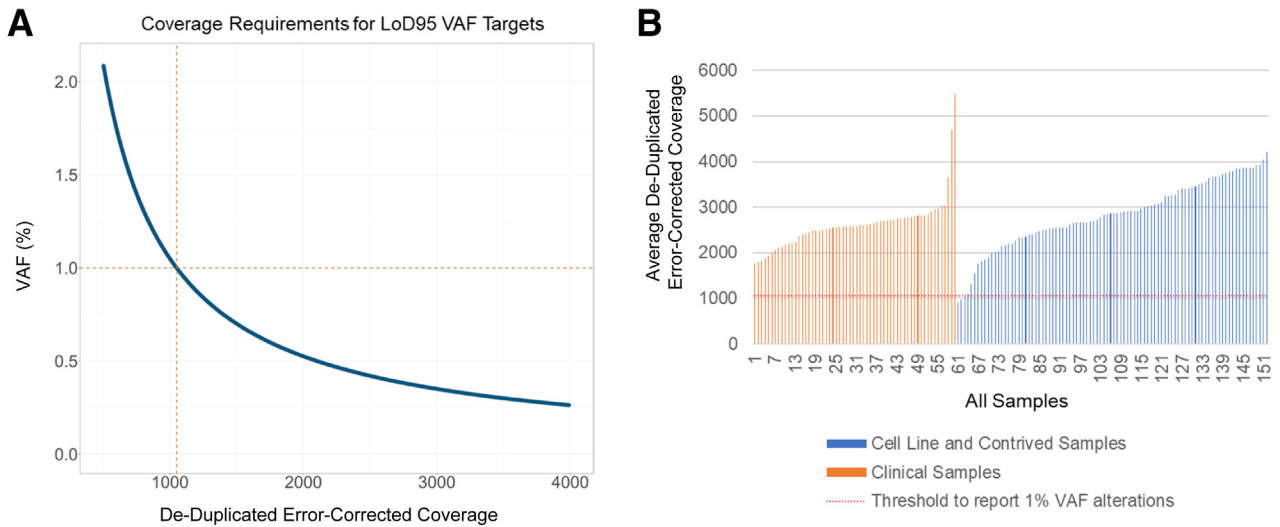 A
Coverage Requirements for LoD95 VAF Targets
VAF (%)
2.0
1.5
1.0
0.5
0.0
1000 2000 3000 4000
De-Duplicated Error-Corrected Coverage
B
Average De-Duplicated
Error-Corrected Coverage
6000
5000
4000
3000
2000
1000
0
1 7 13 19 25 31 37 43 49 55 61 67 73 79 85 91 97 103 109 115 121 127 133 139 145 151
All Samples
Cell Line and Contrived Samples
Clinical Samples
Threshold to report 1% VAF alterations